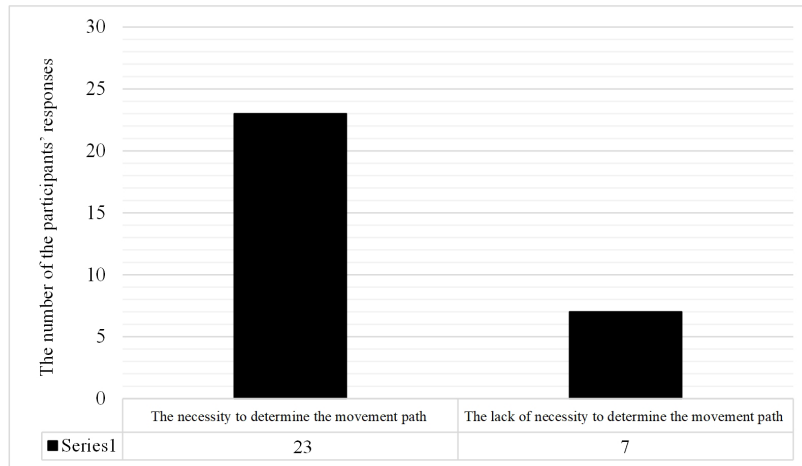 The number of the participants’ responses
30
25
20
15
10
5
0
The necessity to determine the movement path
The lack of necessity to determine the movement path
Series1
23
7